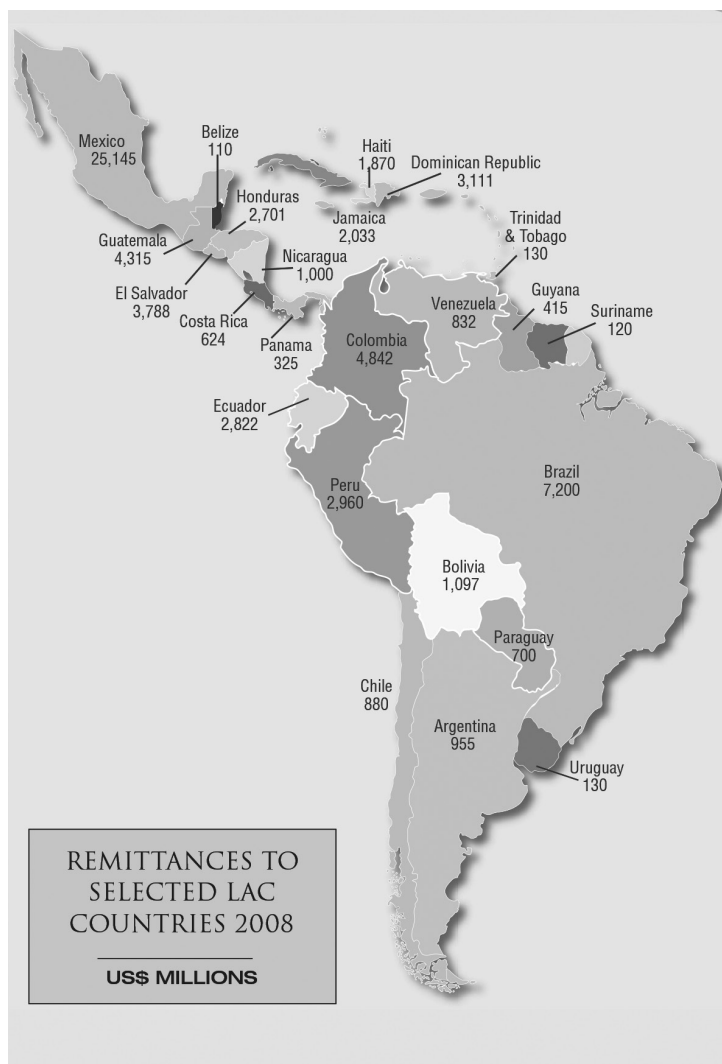 Mexico
25,145
Belize
110
Haiti
1,870
Dominican Republic
3,111
Honduras
2,701
Jamaica
2,033
Trinidad
& Tobago
130
Guatemala
4,315
Nicaragua
1,000
El Salvador
3,788
Costa Rica
624
Panama
325
Venezuela
832
Guyana
415
Suriname
120
Colombia
4,842
Ecuador
2,822
Peru
2,960
Brazil
7,200
Bolivia
1,097
Paraguay
700
Chile
880
Argentina
955
Uruguay
130
REMITTANCES TO
SELECTED LAC
COUNTRIES 2008
US$ MILLIONS